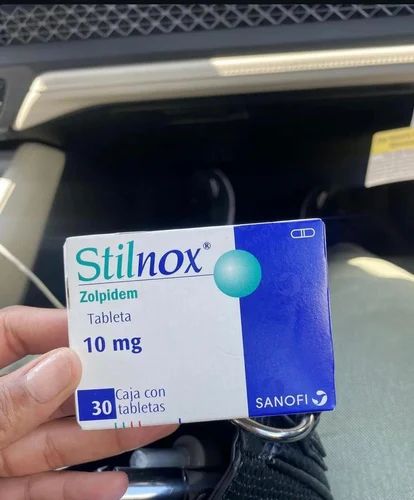 Stilnox®
Zolpidem
Tableta
10 mg
30 Caja con
tabletas
SANOFI